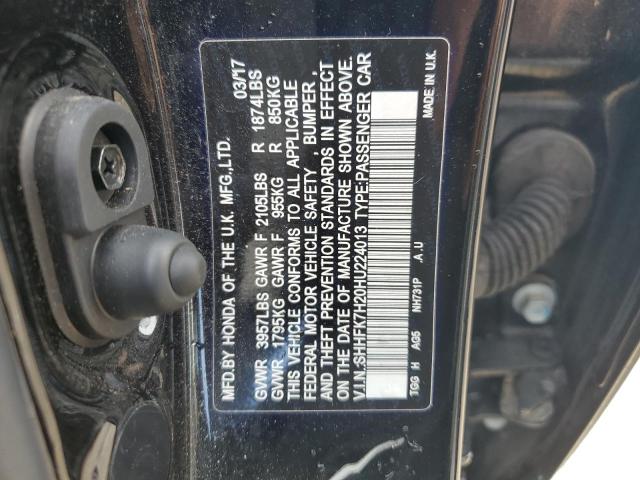 MFD.BY HONDA OF THE U.K. MFG.,LTD. 03/17
GVWR 3957LBS GAWR F 2105LBS R 1874LBS
GVWR 1795KG GAWR F 955KG R 850KG
THIS VEHICLE CONFORMS TO ALL APPLICABLE
FEDERAL MOTOR VEHICLE SAFETY , BUMPER ,
AND THEFT PREVENTION STANDARDS IN EFFECT
ON THE DATE OF MANUFACTURE SHOWN ABOVE.
V.I.N.:SHHFK7H20HU224013 TYPE:PASSENGER CAR
TGG H AG5 NH731P .A.U MADE IN U.K.